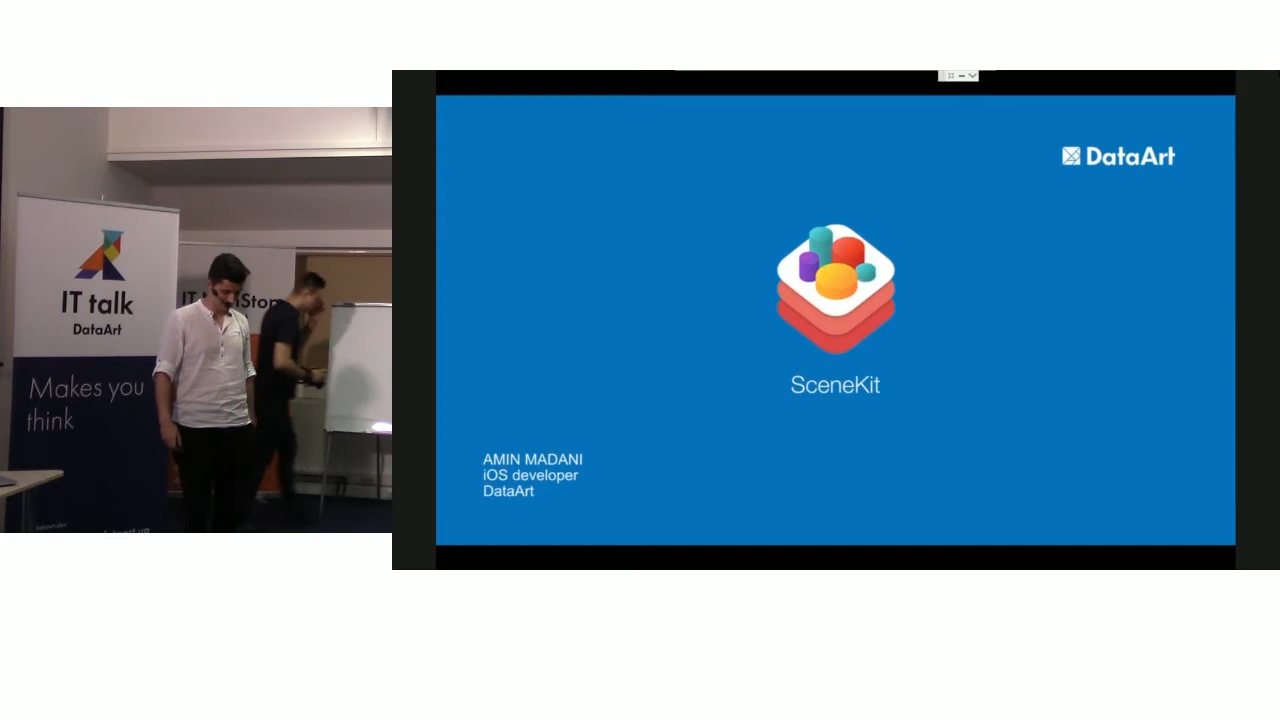 IT talk
DataArt
Makes you
think
DataArt
SceneKit
AMIN MADANI
iOS developer
DataArt